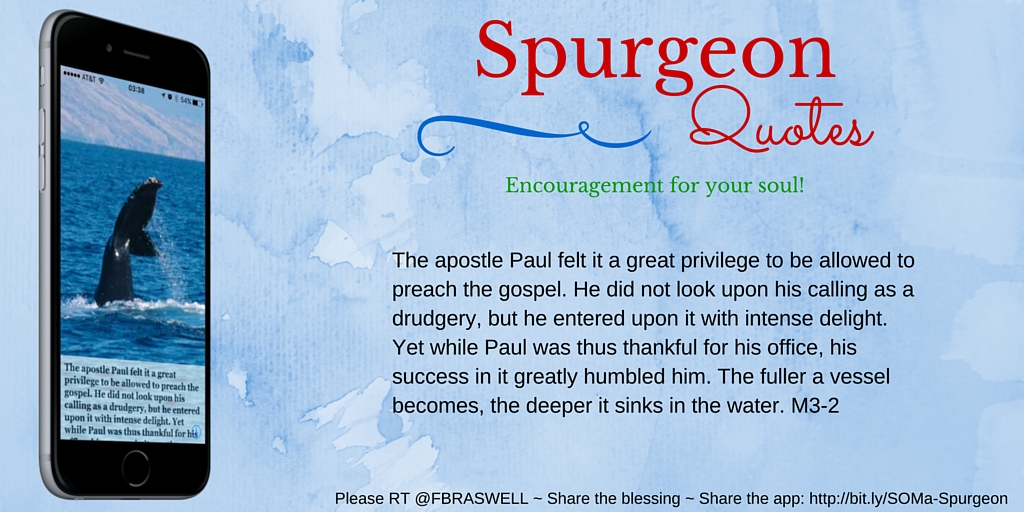 Spurgeon
Quotes
Encouragement for your soul!
The apostle Paul felt it a great privilege to be allowed to
preach the gospel. He did not look upon his calling as a
drudgery, but he entered upon it with intense delight.
Yet while Paul was thus thankful for his office, his
success in it greatly humbled him. The fuller a vessel
becomes, the deeper it sinks in the water. M3-2
AT&T 03:38 54%
The apostle Paul felt it a great
privilege to be allowed to preach the
gospel. He did not look upon his
calling as a drudgery, but he entered
upon it with intense delight. Yet
while Paul was thus thankful for his
Please RT @FBRASWELL ~ Share the blessing ~ Share the app: http://bit.ly/SOMa-Spurgeon